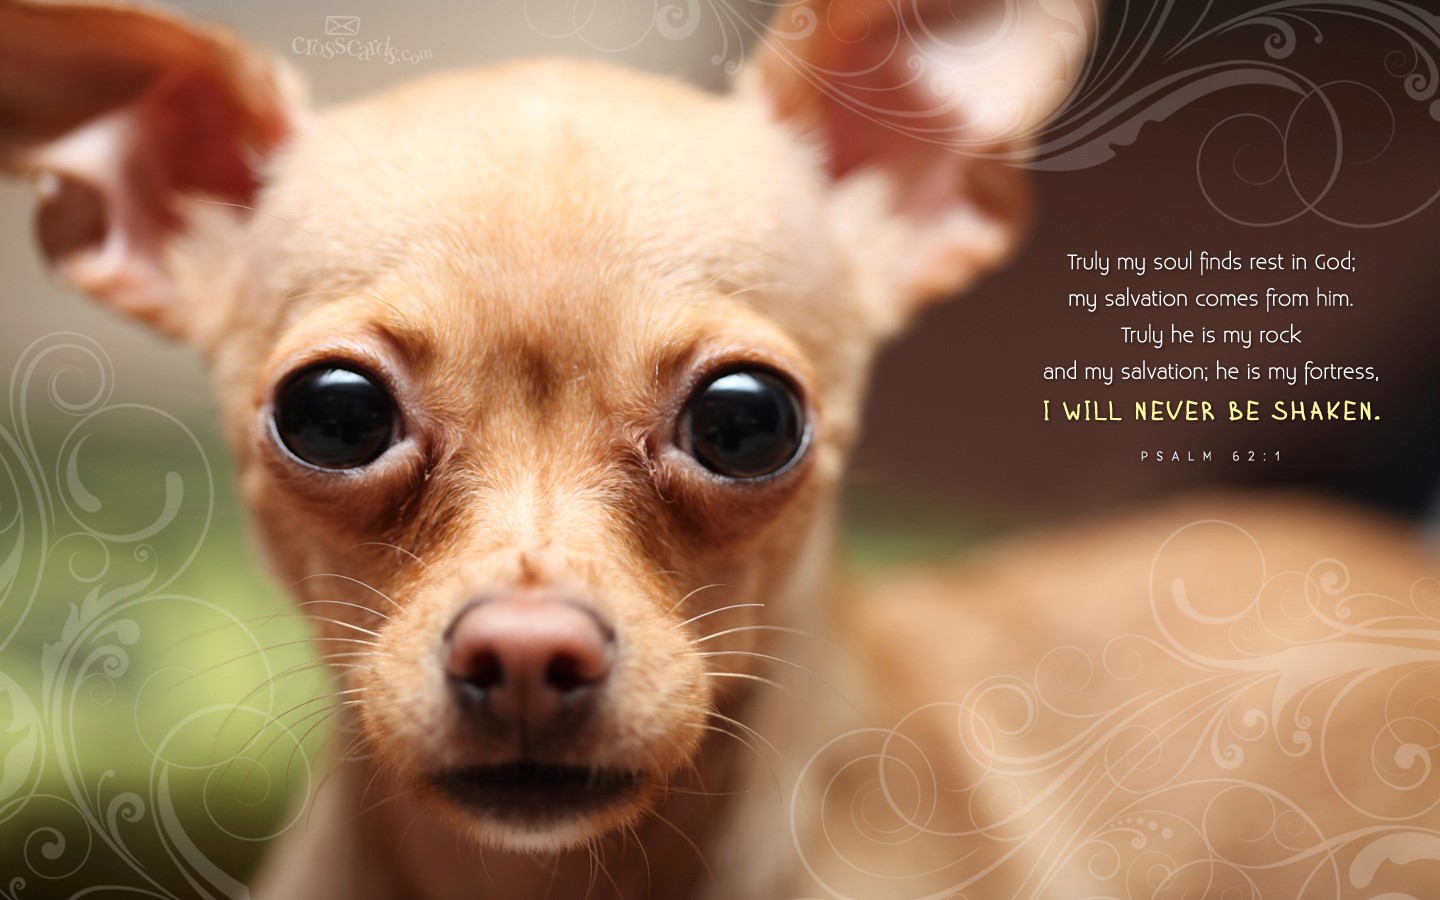 crosscards.com
Truly my soul finds rest in God;
my salvation comes from him.
Truly he is my rock
and my salvation; he is my fortress,
I WILL NEVER BE SHAKEN.
PSALM 62:1